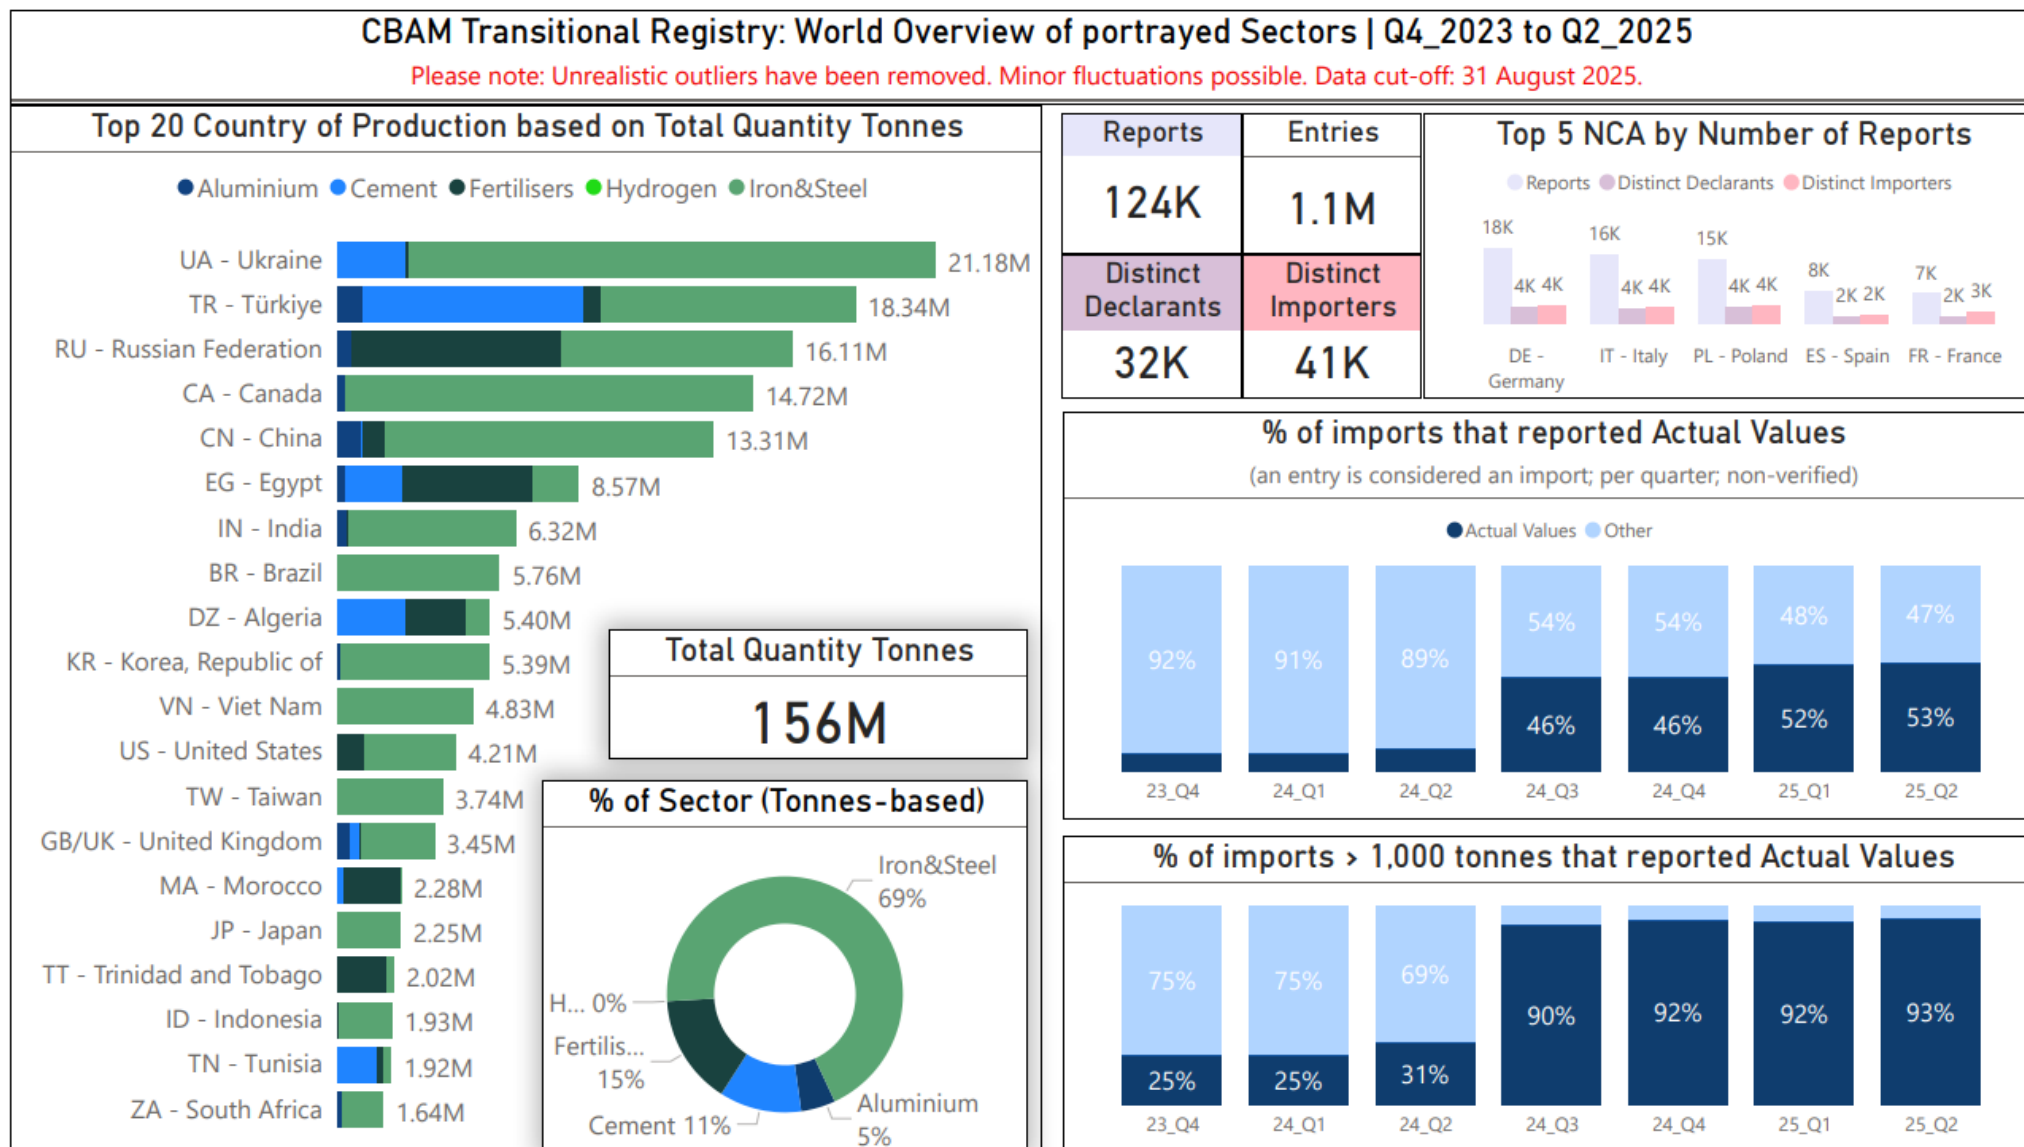 CBAM Transitional Registry: World Overview of portrayed Sectors | Q4_2023 to Q2_2025
Please note: Unrealistic outliers have been removed. Minor fluctuations possible. Data cut-off: 31 August 2025.
Top 20 Country of Production based on Total Quantity Tonnes
Aluminium Cement Fertilisers Hydrogen Iron&Steel
UA - Ukraine 21.18M
TR - Türkiye 18.34M
RU - Russian Federation 16.11M
CA - Canada 14.72M
CN - China 13.31M
EG - Egypt 8.57M
IN - India 6.32M
BR - Brazil 5.76M
DZ - Algeria 5.40M
KR - Korea, Republic of 5.39M
VN - Viet Nam 4.83M
US - United States 4.21M
TW - Taiwan 3.74M
GB/UK - United Kingdom 3.45M
MA - Morocco 2.28M
JP - Japan 2.25M
TT - Trinidad and Tobago 2.02M
ID - Indonesia 1.93M
TN - Tunisia 1.92M
ZA - South Africa 1.64M
Total Quantity Tonnes
156M
% of Sector (Tonnes-based)
Iron&Steel
69%
H... 0%
Fertilis...
15%
Cement 11%
Aluminium
5%
Reports
124K
Entries
1.1M
Distinct
Declarants
32K
Distinct
Importers
41K
Top 5 NCA by Number of Reports
Reports Distinct Declarants Distinct Importers
18K 4K 4K
16K 4K 4K
15K 4K 4K
8K 2K 2K
7K 2K 3K
DE -
Germany
IT - Italy
PL - Poland
ES - Spain
FR - France
% of imports that reported Actual Values
(an entry is considered an import; per quarter; non-verified)
Actual Values Other
92% 91% 89% 54% 54% 48% 47%
46% 46% 52% 53%
23_Q4 24_Q1 24_Q2 24_Q3 24_Q4 25_Q1 25_Q2
% of imports > 1,000 tonnes that reported Actual Values
75% 75% 69%
25% 25% 31% 90% 92% 92% 93%
23_Q4 24_Q1 24_Q2 24_Q3 24_Q4 25_Q1 25_Q2